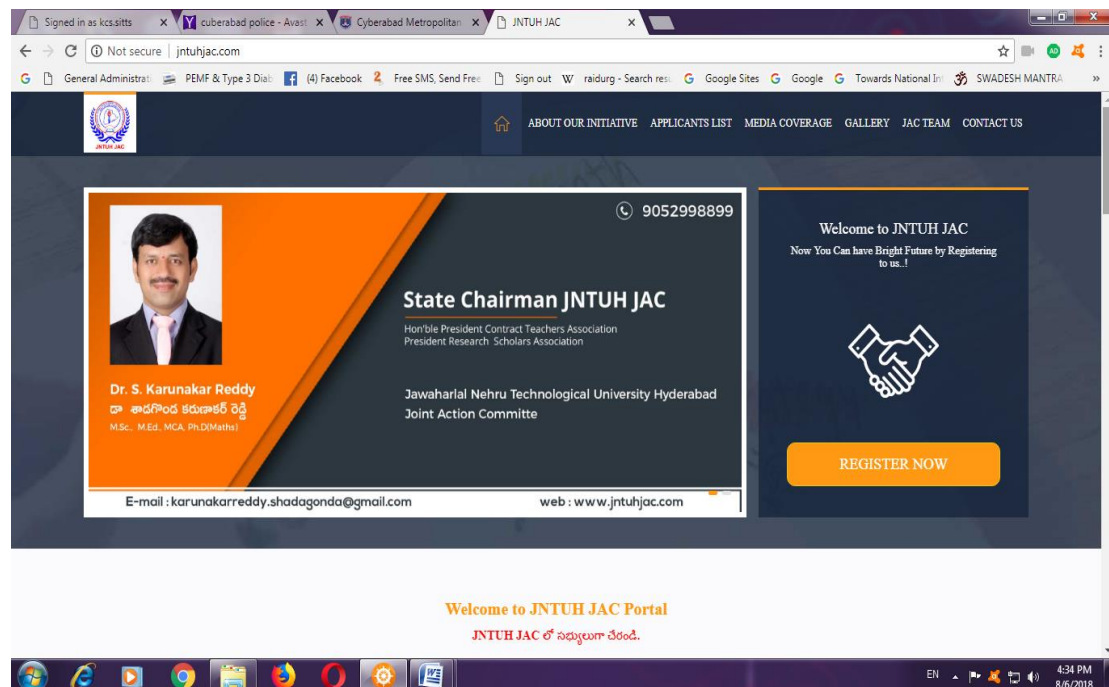 Signed in as kcssitts
cuberabad police - Avast
Cyberabad Metropolitan
JNTUH JAC
Not secure | jntuhjac.com
General Administrati
PEMF & Type 3 Diab
(4) Facebook
Free SMS, Send Free
Sign out
raidurg - Search resu
Google Sites
Google
Towards National In
SWADESH MANTRA
»
JNTUH JAC
ABOUT OUR INITIATIVE
APPLICANTS LIST
MEDIA COVERAGE
GALLERY
JAC TEAM
CONTACT US
9052998899
State Chairman JNTUH JAC
Hon'ble President Contract Teachers Association
President Research Scholars Association
Dr. S. Karunakar Reddy
డా శాదగొండ కరుణాకర్ రెడ్డి
M.Sc., M.Ed., MCA, Ph.D(Maths)
Jawaharlal Nehru Technological University Hyderabad
Joint Action Committe
E-mail : karunakarreddy.shadagonda@gmail.com
web : www.jntuhjac.com
Welcome to JNTUH JAC
Now You Can have Bright Future by Registering
to us..!
REGISTER NOW
Welcome to JNTUH JAC Portal
JNTUH JAC లో సభ్యులుగా చేరండి.
EN
4:34 PM
8/6/2018